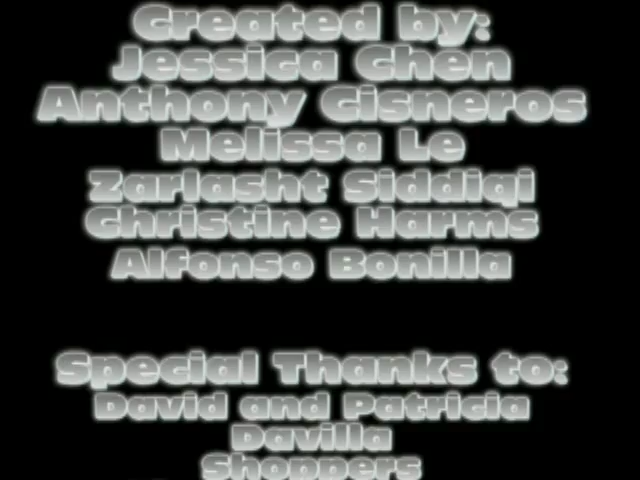 Created by:
Jessica Chen
Anthony Cisneros
Melissa Le
Zarlasht Siddiqi
Christine Harms
Alfonso Bonilla
Special Thanks to:
David and Patricia
Davilla
Shoppers